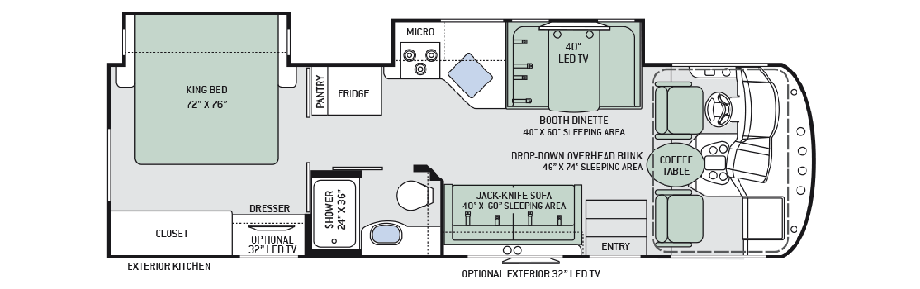 MICRO
40"
LED TV
KING BED
72" X 76"
PANTRY
FRIDGE
BOOTH DINETTE
40" X 60" SLEEPING AREA
DROP-DOWN OVERHEAD BUNK
46" X 74" SLEEPING AREA
COFFEE
TABLE
JACK-KNIFE SOFA
40" X 60" SLEEPING AREA
SHOWER
24" X 36"
DRESSER
CLOSET
OPTIONAL
32" LED TV
ENTRY
EXTERIOR KITCHEN
OPTIONAL EXTERIOR 32" LED TV